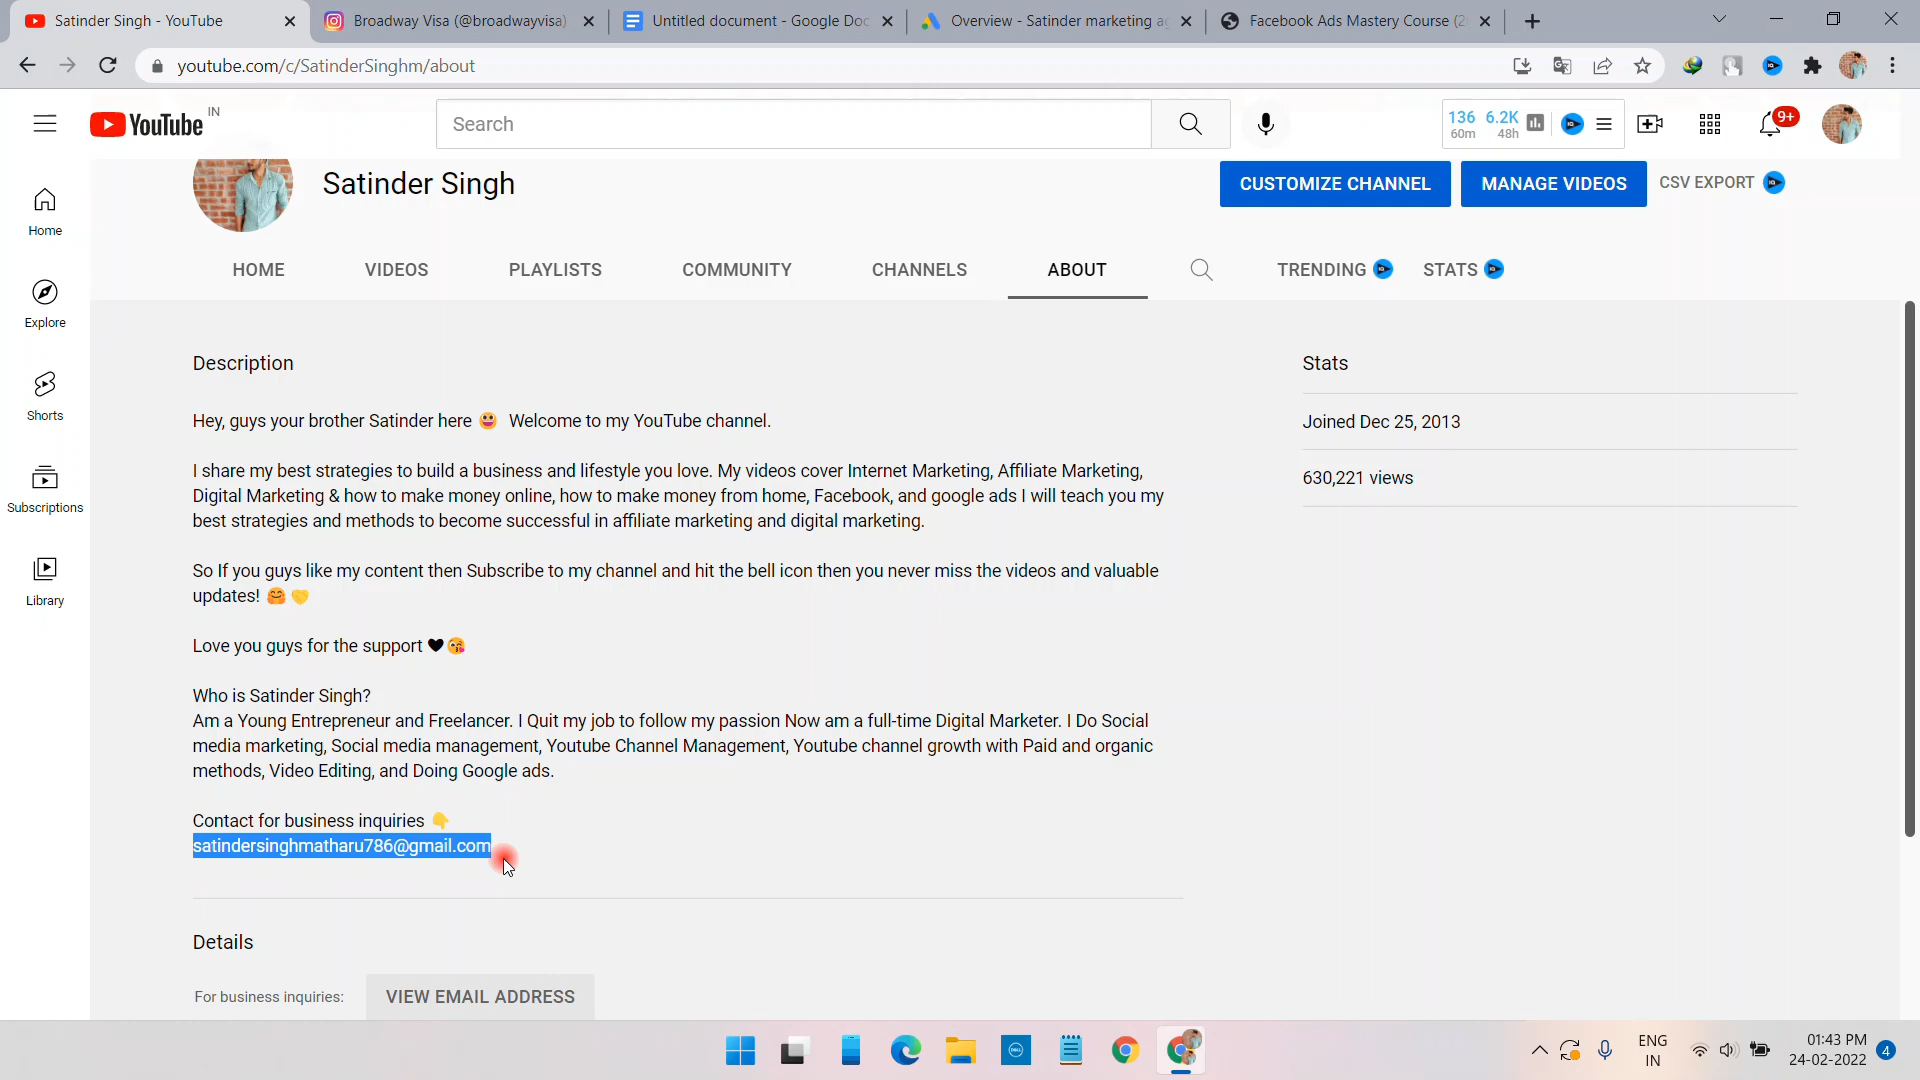 Satinder Singh - YouTube
Broadway Visa (@broadwayvisa)
Untitled document - Google Doc
Overview - Satinder marketing ag
Facebook Ads Mastery Course (2
youtube.com/c/SatinderSinghm/about
YouTube IN
Search
136 6.2K
60m 48h
9+
Home
Explore
Shorts
Subscriptions
Library
Satinder Singh
CUSTOMIZE CHANNEL
MANAGE VIDEOS
CSV EXPORT
HOME
VIDEOS
PLAYLISTS
COMMUNITY
CHANNELS
ABOUT
TRENDING
STATS
Description
Hey, guys your brother Satinder here 😀 Welcome to my YouTube channel.
I share my best strategies to build a business and lifestyle you love. My videos cover Internet Marketing, Affiliate Marketing,
Digital Marketing & how to make money online, how to make money from home, Facebook, and google ads I will teach you my
best strategies and methods to become successful in affiliate marketing and digital marketing.
So If you guys like my content then Subscribe to my channel and hit the bell icon then you never miss the videos and valuable
updates! 🤗 🤝
Love you guys for the support 🖤😘
Who is Satinder Singh?
Am a Young Entrepreneur and Freelancer. I Quit my job to follow my passion Now am a full-time Digital Marketer. I Do Social
media marketing, Social media management, Youtube Channel Management, Youtube channel growth with Paid and organic
methods, Video Editing, and Doing Google ads.
Contact for business inquiries 👇
satindersinghmatharu786@gmail.com
Stats
Joined Dec 25, 2013
630,221 views
Details
For business inquiries:
VIEW EMAIL ADDRESS
ENG
IN
01:43 PM
24-02-2022
4